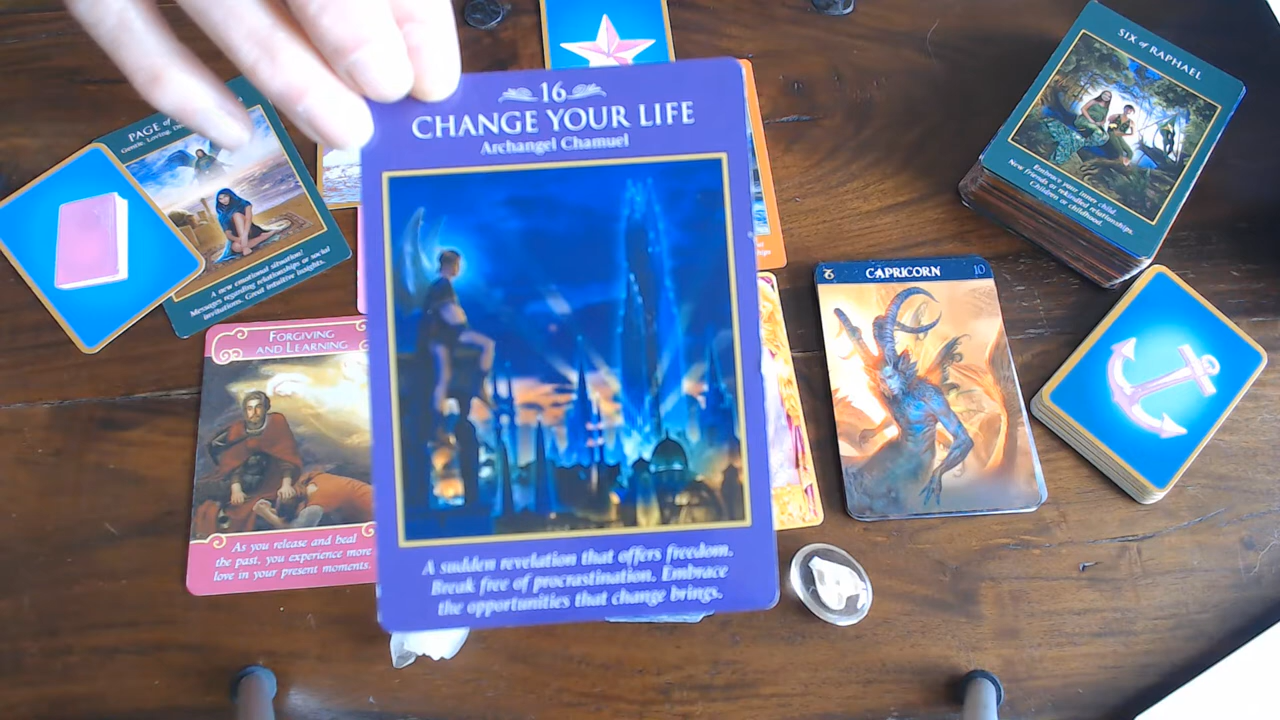 16
CHANGE YOUR LIFE
Archangel Chamuel
A sudden revelation that offers freedom.
Break free of procrastination. Embrace
the opportunities that change brings.
PAGE of
Gentle, Loving,
A new emotional situation!
Messages regarding relationships or social
invitations. Great intuitive insights.
FORGIVING
AND LEARNING
As you release and heal
the past, you experience more
love in your present moments.
CAPRICORN
10
SIX of RAPHAEL
Embrace your inner child.
New friends or rekindled relationships.
Children or childhood.